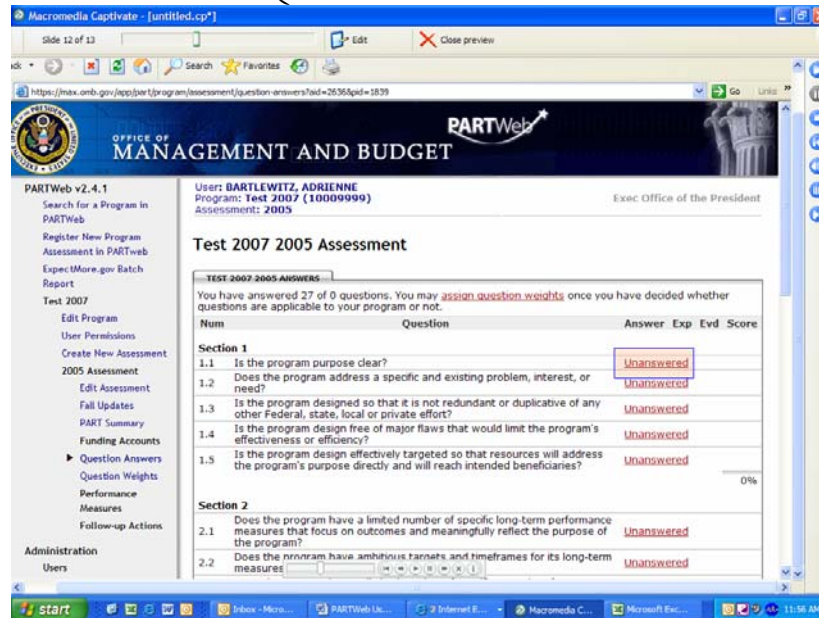 Macromedia Captivate - [untitled.cp*]
Slide 12 of 13
Edit
Close preview
Search
Favorites
https://max.omb.gov/app/part/program/assessment/question-answers?aid=2636&pid=1839
Go
Links
OFFICE OF
MANAGEMENT AND BUDGET
PARTWeb
PARTWeb v2.4.1
Search for a Program in
PARTWeb
Register New Program
Assessment in PARTweb
ExpectMore.gov Batch
Report
Test 2007
Edit Program
User Permissions
Create New Assessment
2005 Assessment
Edit Assessment
Fall Updates
PART Summary
Funding Accounts
Question Answers
Question Weights
Performance
Measures
Follow-up Actions
Administration
Users
User: BARTLEWITZ, ADRIENNE
Program: Test 2007 (10009999)
Assessment: 2005
Exec Office of the President
Test 2007 2005 Assessment
TEST 2007 2005 ANSWERS
You have answered 27 of 0 questions. You may assign question weights once you have decided whether
questions are applicable to your program or not.
Num Question Answer Exp Evd Score
Section 1
1.1 Is the program purpose clear? Unanswered
1.2 Does the program address a specific and existing problem, interest, or
need? Unanswered
1.3 Is the program designed so that it is not redundant or duplicative of any
other Federal, state, local or private effort? Unanswered
1.4 Is the program design free of major flaws that would limit the program's
effectiveness or efficiency? Unanswered
1.5 Is the program design effectively targeted so that resources will address
the program's purpose directly and will reach intended beneficiaries? Unanswered
0%
Section 2
2.1 Does the program have a limited number of specific long-term performance
measures that focus on outcomes and meaningfully reflect the purpose of
the program? Unanswered
2.2 Does the program have ambitious targets and timeframes for its long-term
measures Unanswered
start
Inbox - Micro...
PARTWeb Us...
2 Internet E...
Macromedia C...
Microsoft Exc...
11:56 AM